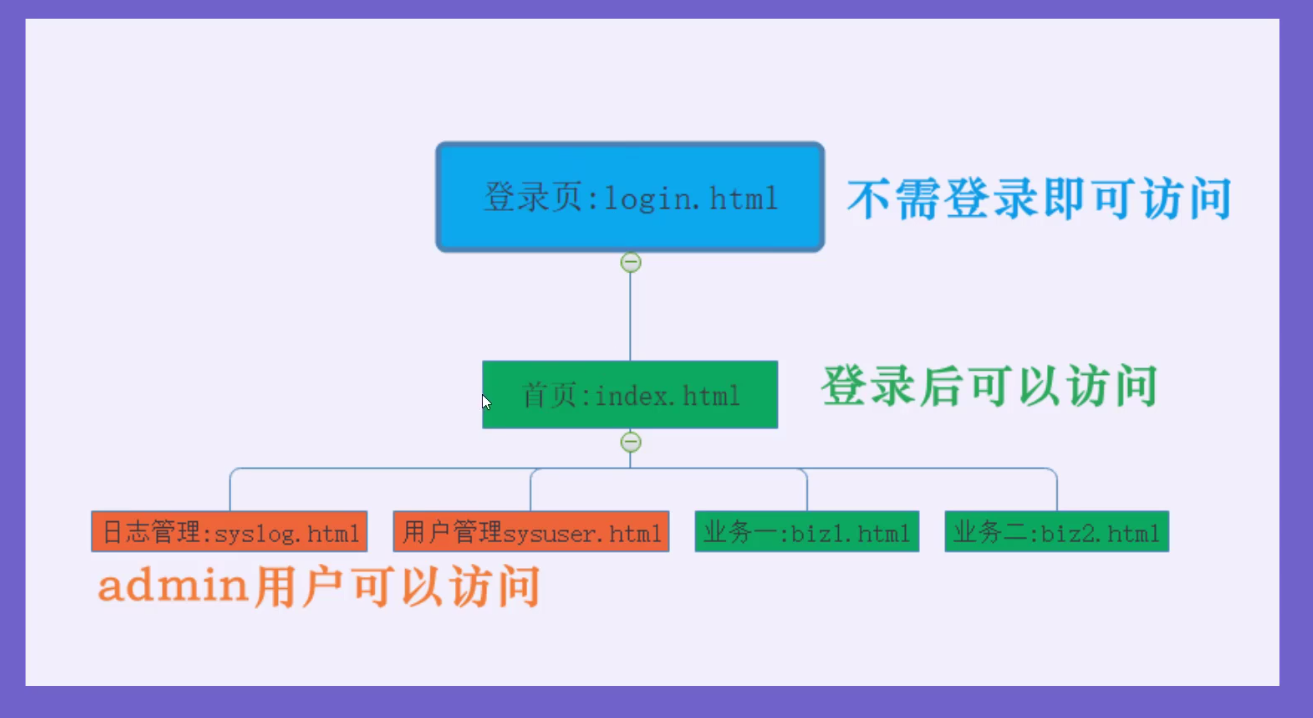 登录页:login.html
不需登录即可访问
首页:index.html
登录后可以访问
日志管理:syslog.html
用户管理sysuser.html
业务一:biz1.html
业务二:biz2.html
admin用户可以访问